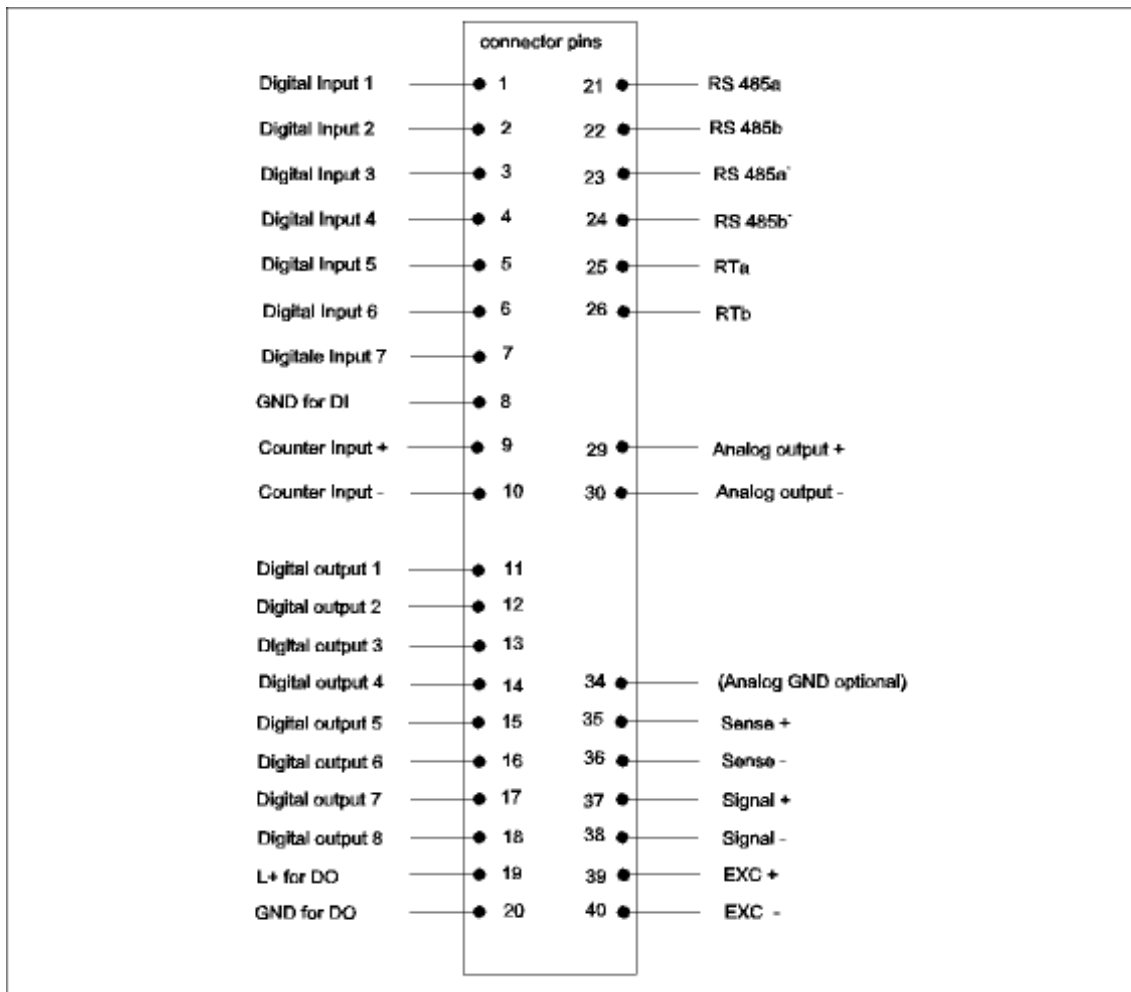 connector pins
Digital Input 1 1 21 RS 485a
Digital Input 2 2 22 RS 485b
Digital Input 3 3 23 RS 485a'
Digital Input 4 4 24 RS 485b'
Digital Input 5 5 25 RTa
Digital Input 6 6 26 RTb
Digitale Input 7 7
GND for DI 8
Counter Input + 9 29 Analog output +
Counter Input - 10 30 Analog output -
Digital output 1 11
Digital output 2 12
Digital output 3 13
Digital output 4 14 34 (Analog GND optional)
Digital output 5 15 35 Sense +
Digital output 6 16 36 Sense -
Digital output 7 17 37 Signal +
Digital output 8 18 38 Signal -
L+ for DO 19 39 EXC +
GND for DO 20 40 EXC -